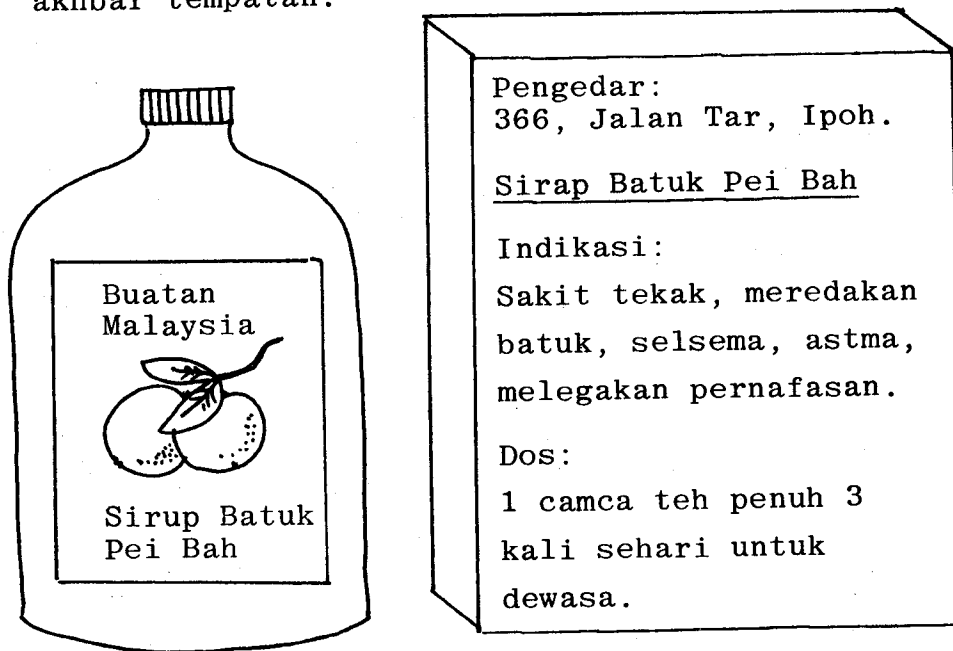 akhbar tempatan.
Buatan
Malaysia
Sirup Batuk
Pei Bah
Pengedar:
366, Jalan Tar, Ipoh.
Sirap Batuk Pei Bah
Indikasi:
Sakit tekak, meredakan
batuk, selsema, astma,
melegakan pernafasan.
Dos:
1 camca teh penuh 3
kali sehari untuk
dewasa.